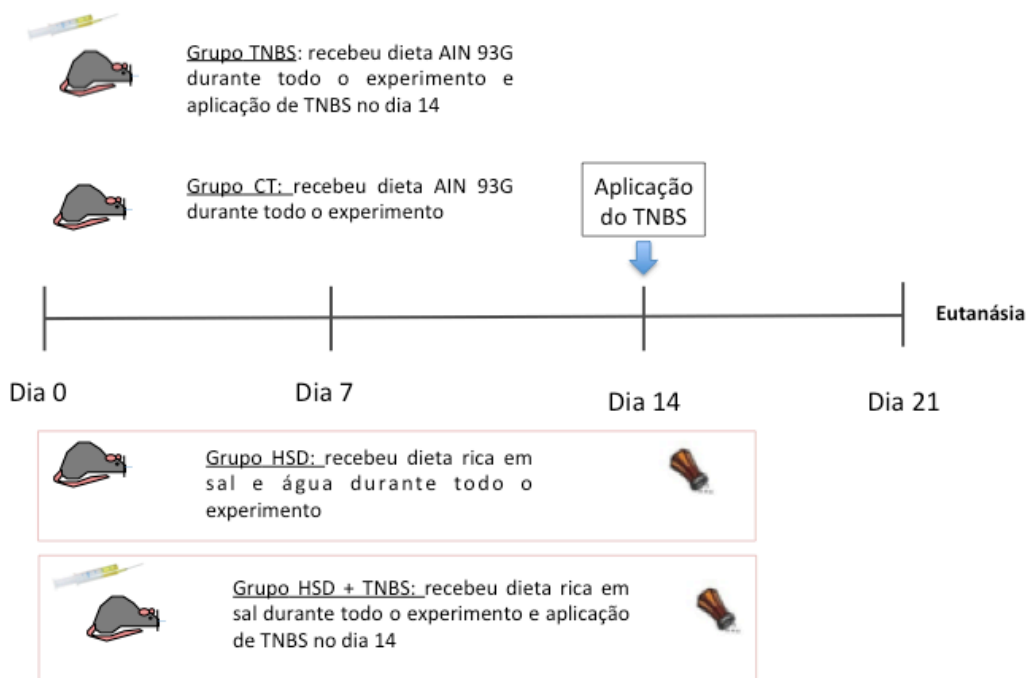 Grupo TNBS: recebeu dieta AIN 93G
durante todo o experimento e
aplicação de TNBS no dia 14
Grupo CT: recebeu dieta AIN 93G
durante todo o experimento
Aplicação
do TNBS
Eutanásia
Dia 0
Dia 7
Dia 14
Dia 21
Grupo HSD: recebeu dieta rica em
sal e água durante todo o
experimento
Grupo HSD + TNBS: recebeu dieta rica em
sal durante todo o experimento e aplicação
de TNBS no dia 14